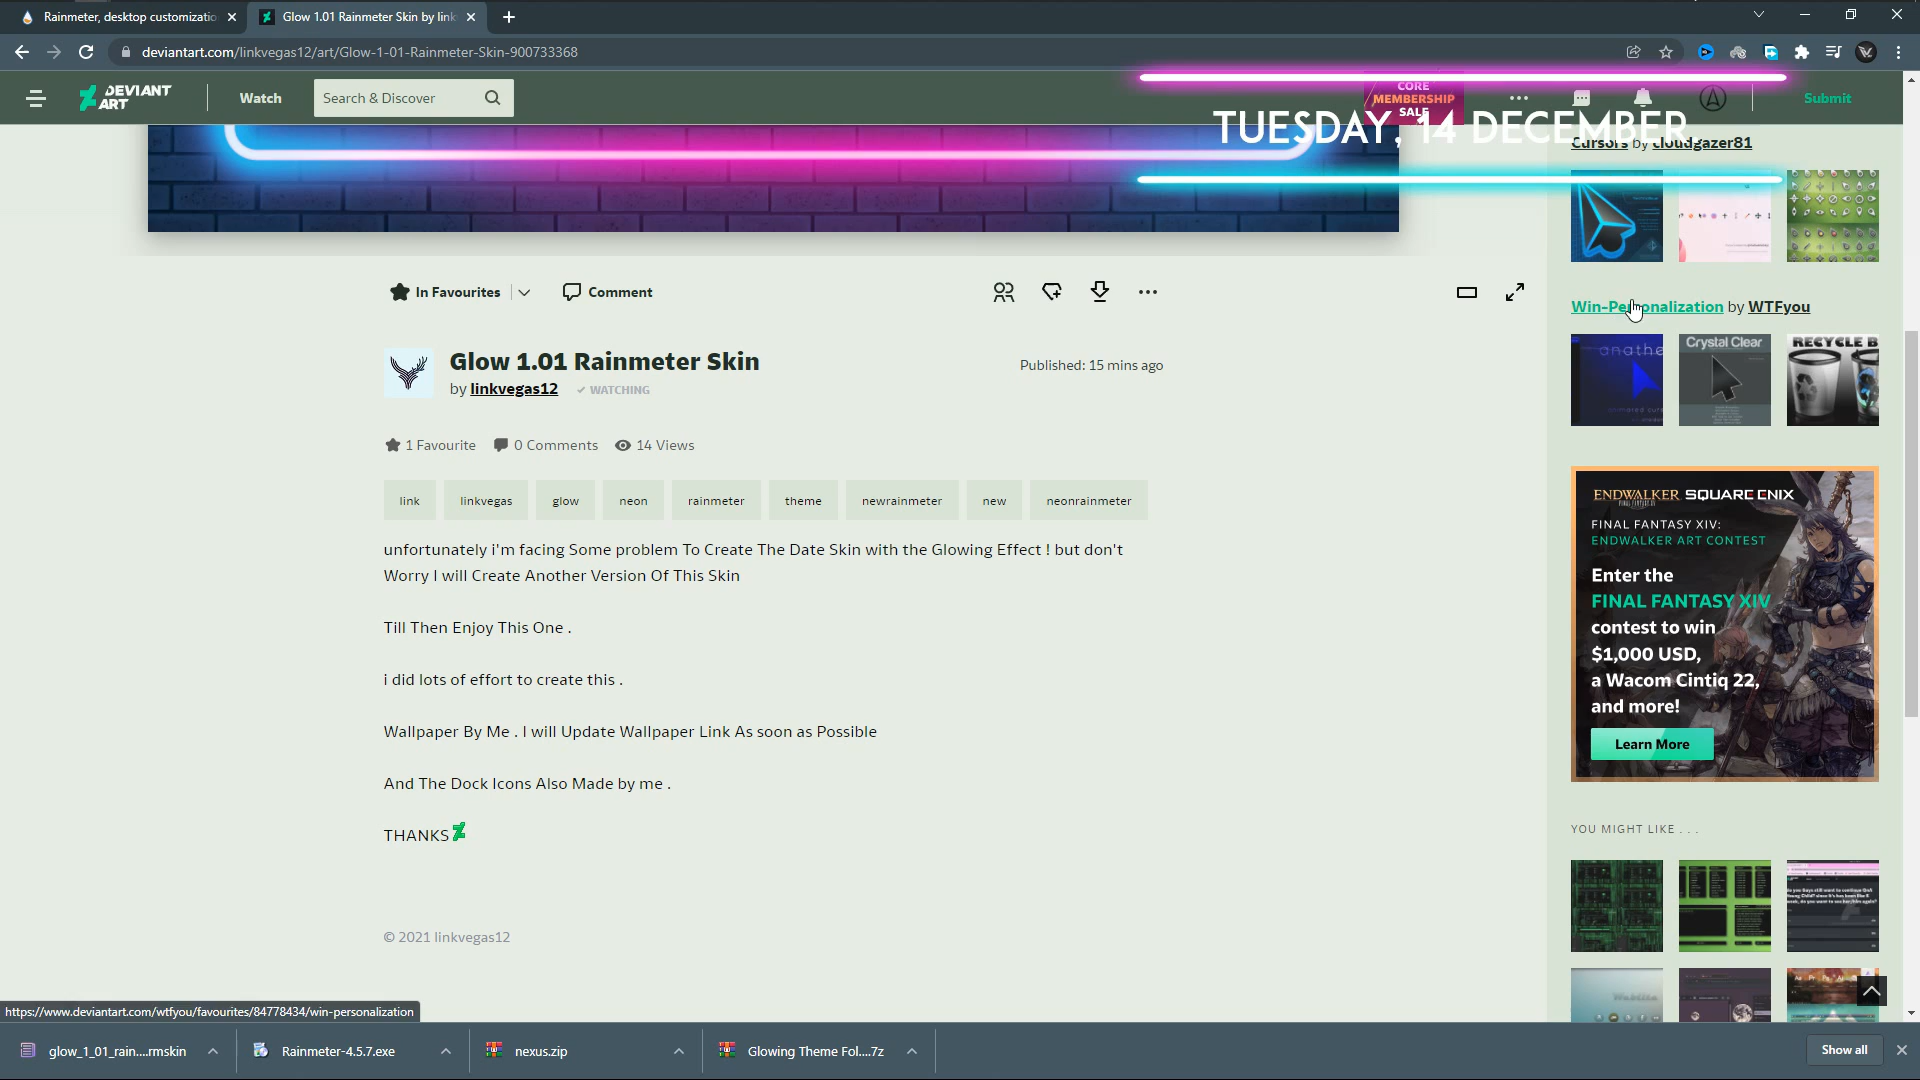 Rainmeter, desktop customizatio
Glow 1.01 Rainmeter Skin by link
deviantart.com/linkvegas12/art/Glow-1-01-Rainmeter-Skin-900733368
DEVIANT
ART
Watch
Search & Discover
CORE
MEMBERSHIP
SALE
Submit
TUESDAY, 14 DECEMBER.
Cursors by cloudgazer81
In Favourites
Comment
Win-Personalization by WTFyou
Crystal Clear
RECYCLE B
Glow 1.01 Rainmeter Skin
by linkvegas12
WATCHING
Published: 15 mins ago
1 Favourite
0 Comments
14 Views
link
linkvegas
glow
neon
rainmeter
theme
newrainmeter
new
neonrainmeter
unfortunately i'm facing Some problem To Create The Date Skin with the Glowing Effect ! but don't
Worry I will Create Another Version Of This Skin
Till Then Enjoy This One .
i did lots of effort to create this .
Wallpaper By Me . I will Update Wallpaper Link As soon as Possible
And The Dock Icons Also Made by me .
THANKS
© 2021 linkvegas12
ENDWALKER SQUARE ENIX
FINAL FANTASY XIV:
ENDWALKER ART CONTEST
Enter the
FINAL FANTASY XIV
contest to win
$1,000 USD,
a Wacom Cintiq 22,
and more!
Learn More
YOU MIGHT LIKE . . .
https://www.deviantart.com/wtfyou/favourites/84778434/win-personalization
glow_1_01_rain....rmskin
Rainmeter-4.5.7.exe
nexus.zip
Glowing Theme Fol....7z
Show all